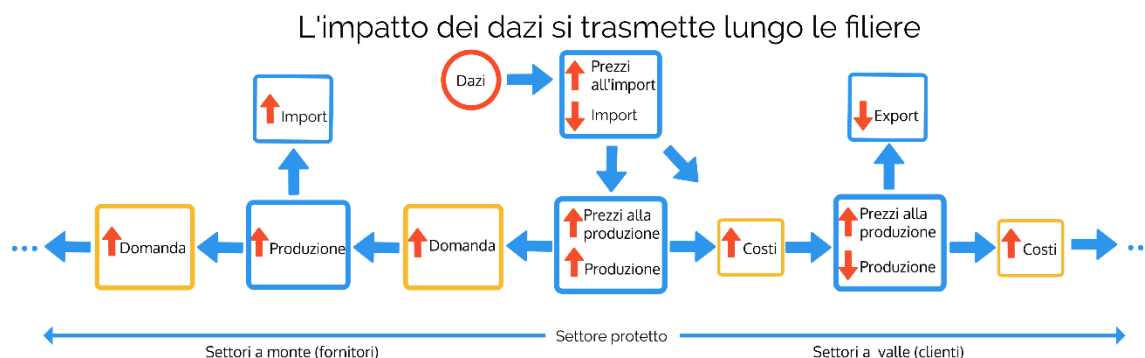 L'impatto dei dazi si trasmette lungo le filiere
Dazi
Prezzi
all'import
Import
Import
Export
Domanda
Produzione
Domanda
Prezzi alla
produzione
Produzione
Costi
Prezzi alla
produzione
Produzione
Costi
Settore protetto
Settori a monte (fornitori)
Settori a valle (clienti)